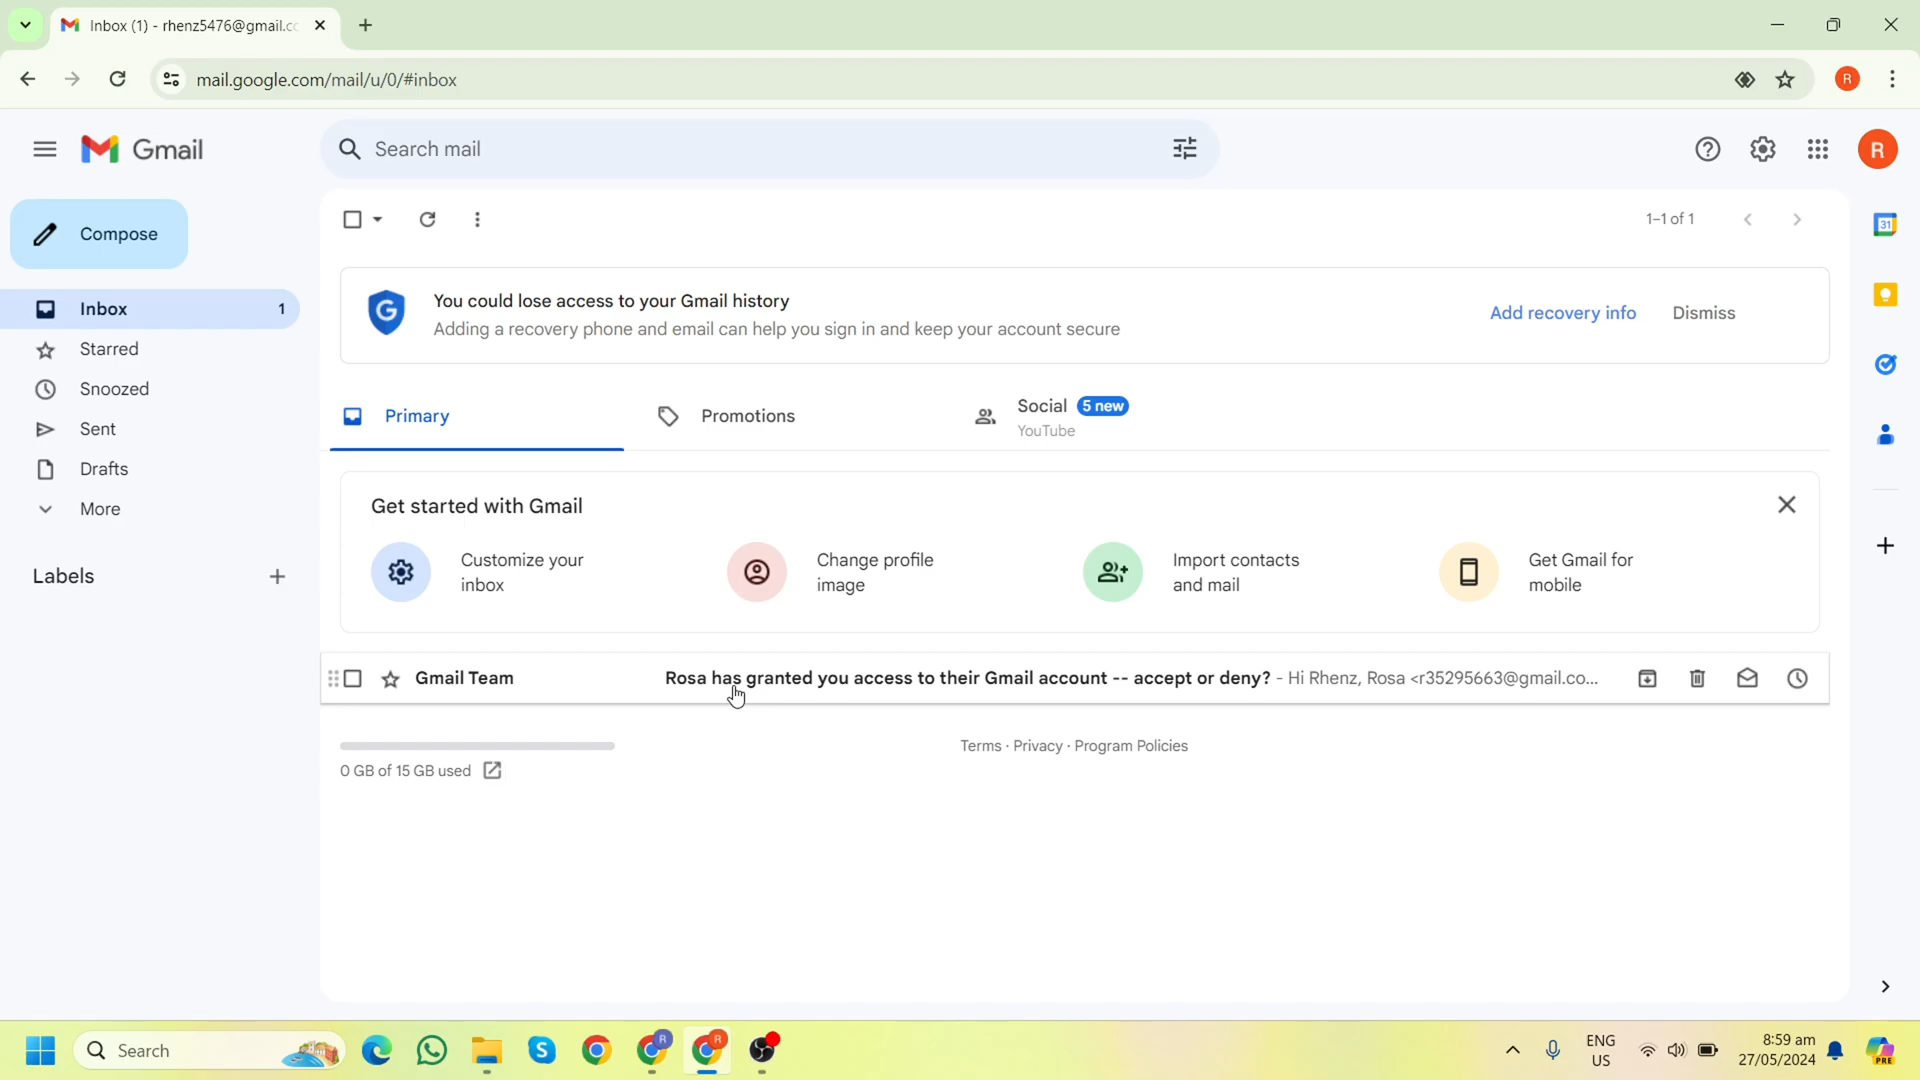 Inbox (1) - rhenz5476@gmail.cc
mail.google.com/mail/u/0/#inbox
R
Gmail
Search mail
R
Compose
1-1 of 1
31
Inbox 1
Starred
Snoozed
Sent
Drafts
More
Labels
G
You could lose access to your Gmail history
Adding a recovery phone and email can help you sign in and keep your account secure
Add recovery info Dismiss
Primary
Promotions
Social 5 new
YouTube
Get started with Gmail
Customize your
inbox
Change profile
image
Import contacts
and mail
Get Gmail for
mobile
Gmail Team Rosa has granted you access to their Gmail account -- accept or deny? - Hi Rhenz, Rosa <r35295663@gmail.co...
0 GB of 15 GB used
Terms · Privacy · Program Policies
Search
R
R
ENG
US
8:59 am
27/05/2024
PRE